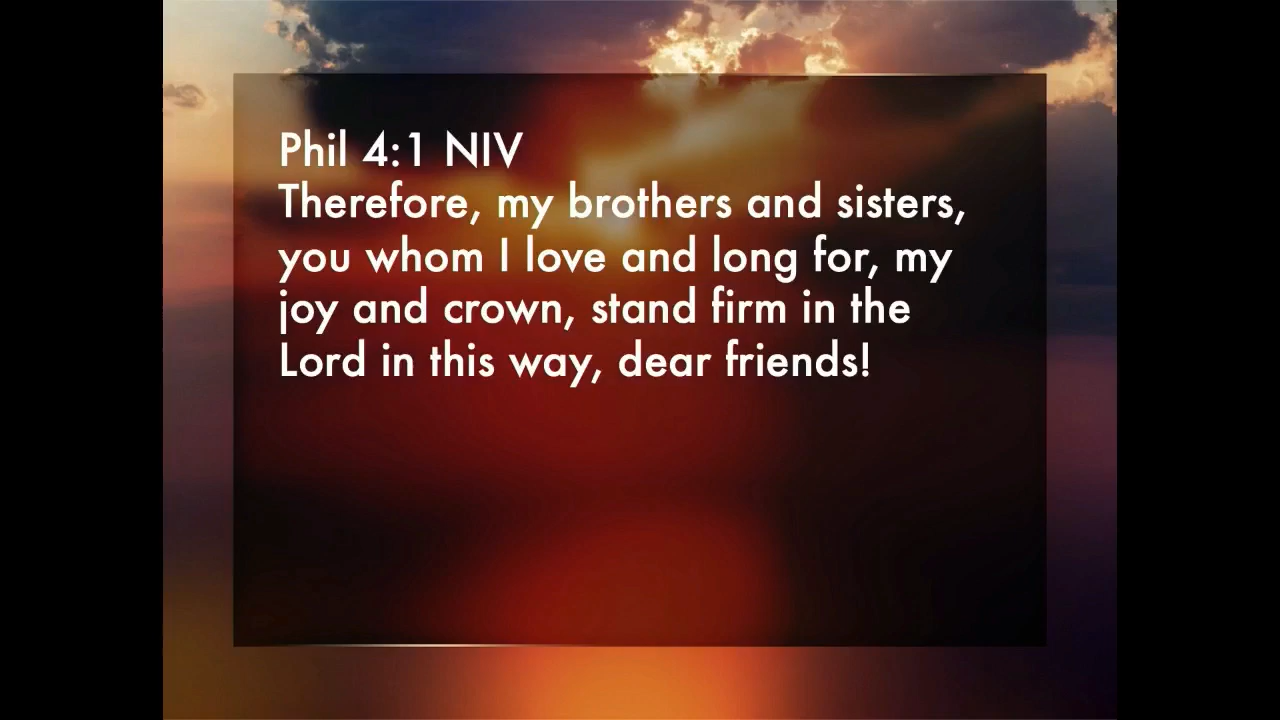 Phil 4:1 NIV
Therefore, my brothers and sisters,
you whom I love and long for, my
joy and crown, stand firm in the
Lord in this way, dear friends!